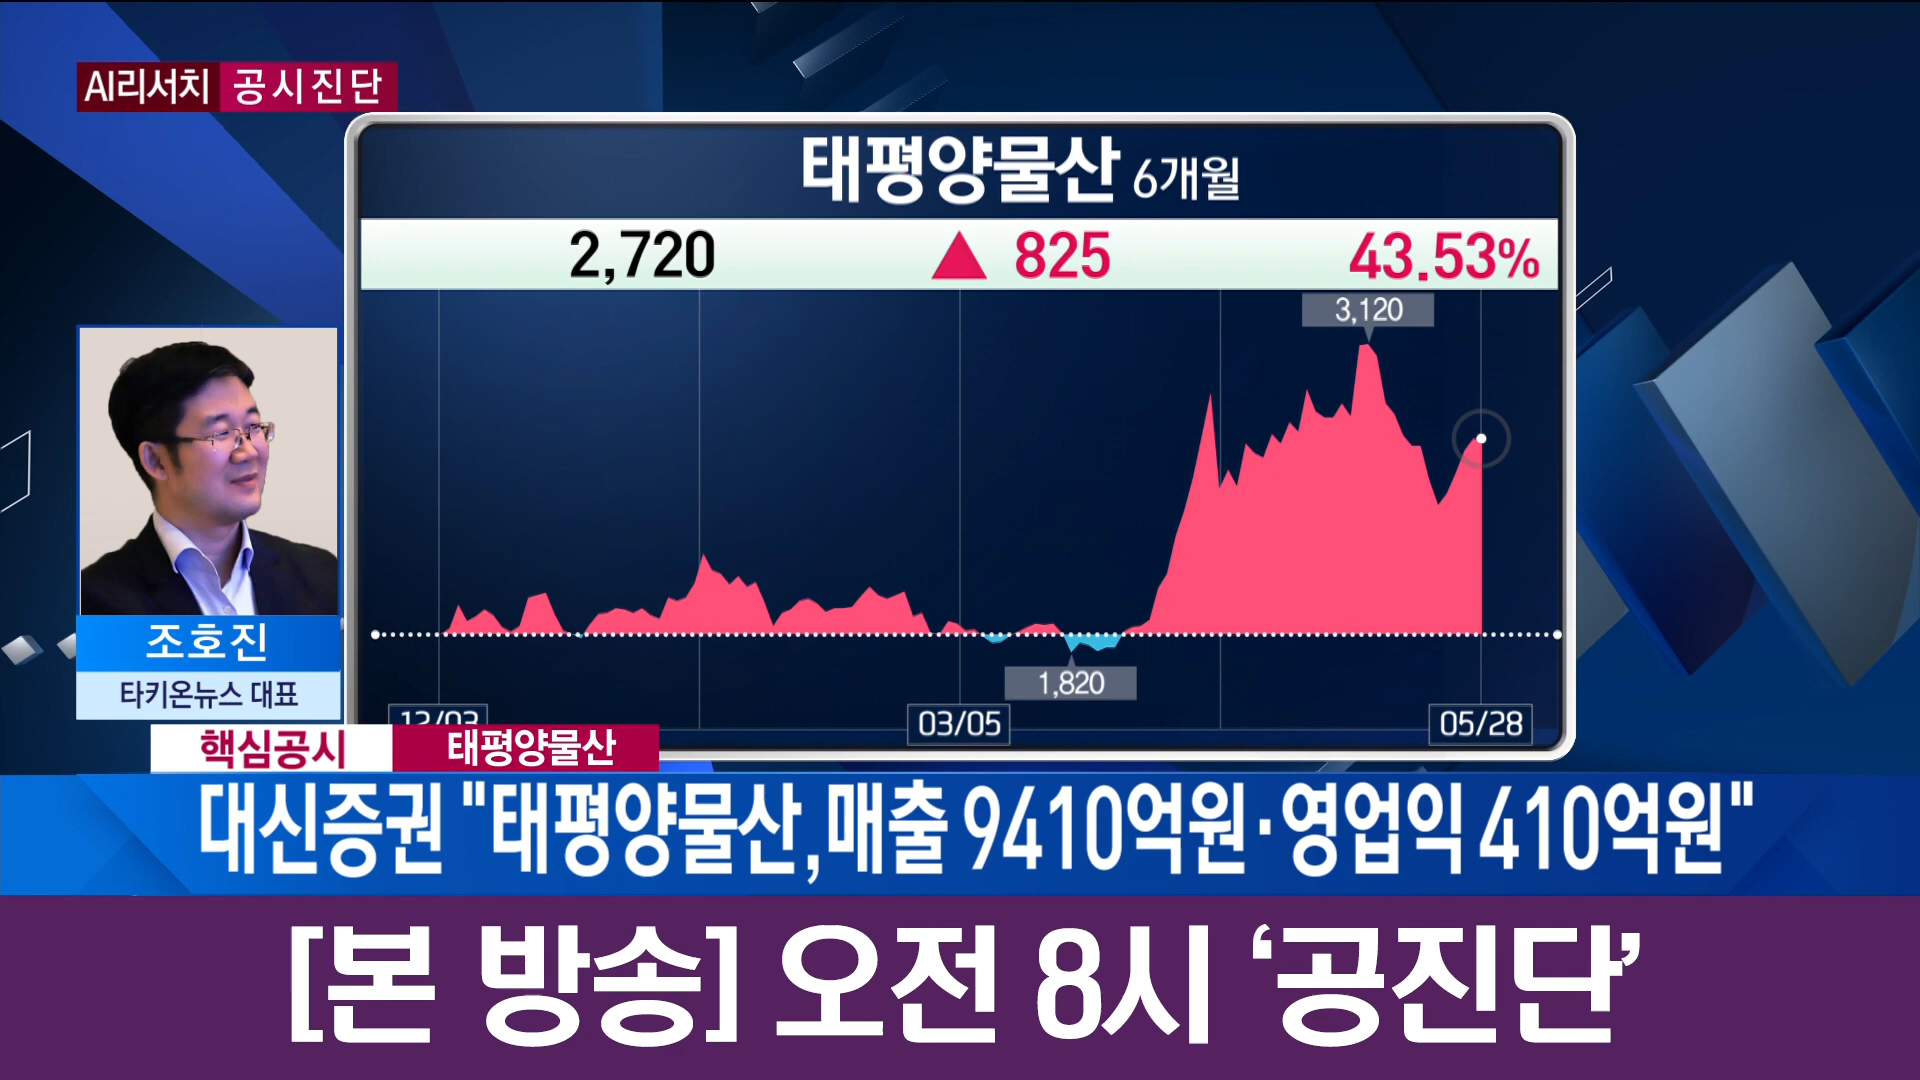 AI리서치 공시진단
태평양물산 6개월
2,720 ▲ 825 43.53%
3,120
1,820
12/03 03/05 05/28
조호진
타키온뉴스 대표
핵심공시 태평양물산
대신증권 "태평양물산,매출 9410억원·영업익 410억원"
[본 방송] 오전 8시 ‘공진단’